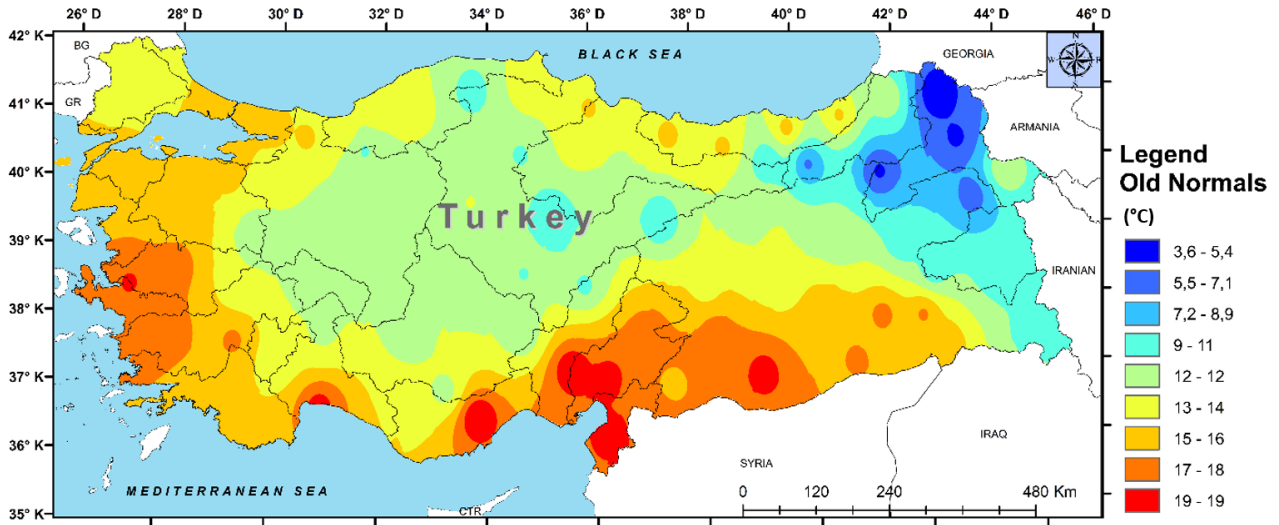 26° D
28° D
30° D
32° D
34° D
36° D
38° D
40° D
42° D
44° D
46° D
42° K
41° K
40° K
39° K
38° K
37° K
36° K
35° K
BG
GR
BLACK SEA
GEORGIA
N
W
E
S
ARMANIA
Turkey
IRANIAN
IRAQ
SYRIA
MEDITERRANEAN SEA
CTR
0 120 240 480 Km
Legend
Old Normals
(°C)
3,6 - 5,4
5,5 - 7,1
7,2 - 8,9
9 - 11
12 - 12
13 - 14
15 - 16
17 - 18
19 - 19